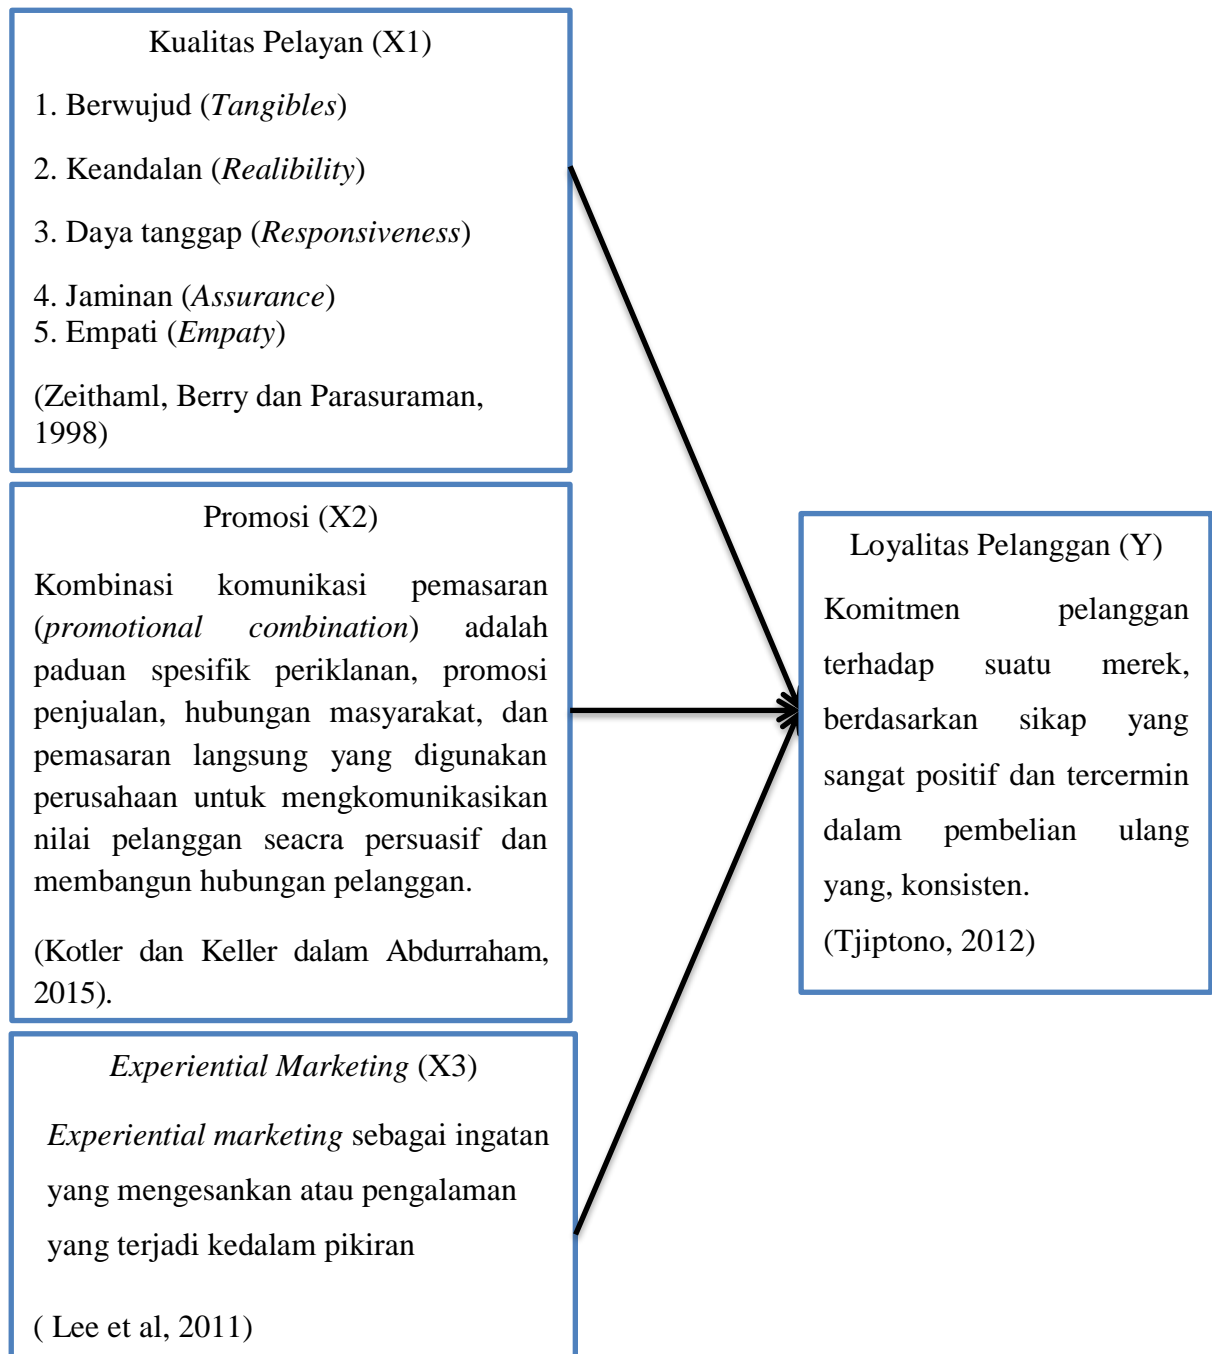 Kualitas Pelayan (X1)
1. Berwujud (Tangibles)
2. Keandalan (Realibility)
3. Daya tanggap (Responsiveness)
4. Jaminan (Assurance)
5. Empati (Empaty)
(Zeithaml, Berry dan Parasuraman,
1998)
Promosi (X2)
Kombinasi komunikasi pemasaran
(promotional combination) adalah
paduan spesifik periklanan, promosi
penjualan, hubungan masyarakat, dan
pemasaran langsung yang digunakan
perusahaan untuk mengkomunikasikan
nilai pelanggan seacra persuasif dan
membangun hubungan pelanggan.
(Kotler dan Keller dalam Abdurraham,
2015).
Experiential Marketing (X3)
Experiential marketing sebagai ingatan
yang mengesankan atau pengalaman
yang terjadi kedalam pikiran
( Lee et al, 2011)
Loyalitas Pelanggan (Y)
Komitmen pelanggan
terhadap suatu merek,
berdasarkan sikap yang
sangat positif dan tercermin
dalam pembelian ulang
yang, konsisten.
(Tjiptono, 2012)